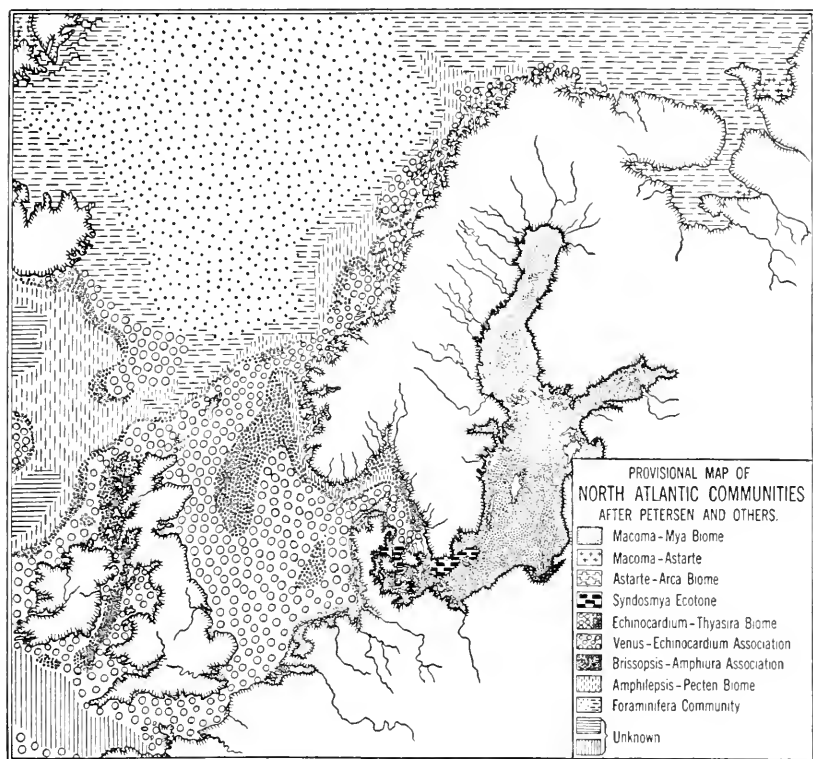 PROVISIONAL MAP OF
NORTH ATLANTIC COMMUNITIES
AFTER PETERSEN AND OTHERS.
Macoma-Mya Biome
Macoma-Astarte
Astarte-Arca Biome
Syndosmya Ecotone
Echinocardium-Thyasira Biome
Venus-Echinocardium Association
Brissopsis-Amphiura Association
Amphilepsis-Pecten Biome
Foraminifera Community
Unknown